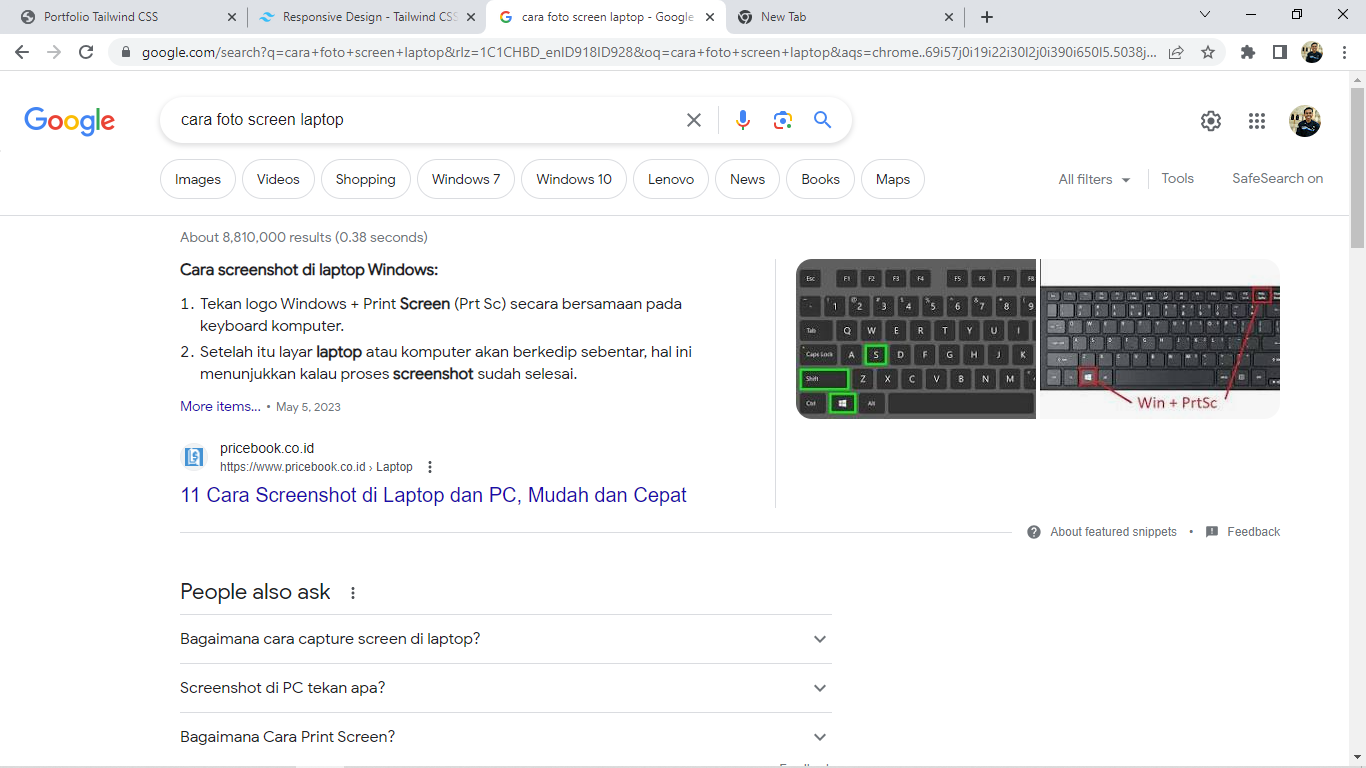 Portfolio Tailwind CSS
Responsive Design - Tailwind CSS
cara foto screen laptop - Google
New Tab
google.com/search?q=cara+foto+screen+laptop&rlz=1C1CHBD_enID918ID928&oq=cara+foto+screen+laptop&aqs=chrome..69i57j0i19i22i30l2j0i390i650l5.5038j...
Google
cara foto screen laptop
Images
Videos
Shopping
Windows 7
Windows 10
Lenovo
News
Books
Maps
All filters
Tools
SafeSearch on
About 8,810,000 results (0.38 seconds)
Cara screenshot di laptop Windows:
1. Tekan logo Windows + Print Screen (Prt Sc) secara bersamaan pada
keyboard komputer.
2. Setelah itu layar laptop atau komputer akan berkedip sebentar, hal ini
menunjukkan kalau proses screenshot sudah selesai.
More items... • May 5, 2023
Esc F1 F2 F3 F4 F5 F6 F7 F8
Tab Q W E R T Y U I
Caps Lock A S D F G H J K
Shift Z X C V B N M
Ctrl Alt
Win + PrtSc
pricebook.co.id
https://www.pricebook.co.id › Laptop
11 Cara Screenshot di Laptop dan PC, Mudah dan Cepat
About featured snippets • Feedback
People also ask
Bagaimana cara capture screen di laptop?
Screenshot di PC tekan apa?
Bagaimana Cara Print Screen?